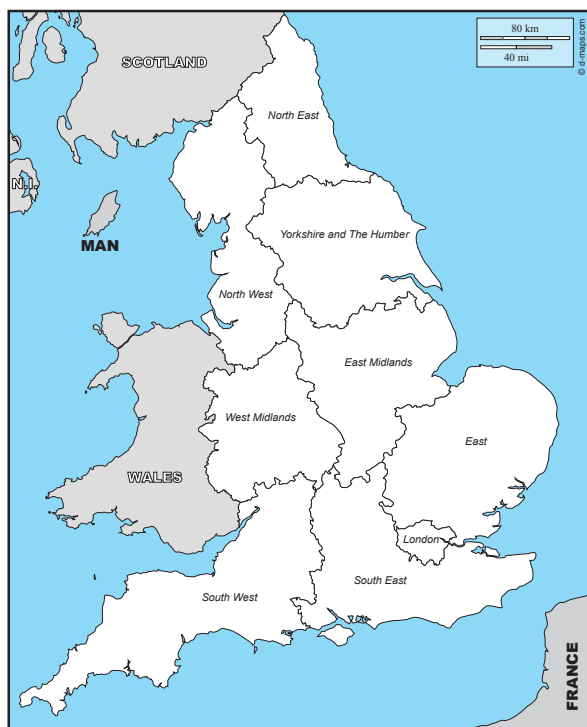 80 km
40 mi
© d-maps.com
SCOTLAND
North East
N.I.
Yorkshire and The Humber
MAN
North West
East Midlands
West Midlands
East
WALES
London
South East
South West
FRANCE